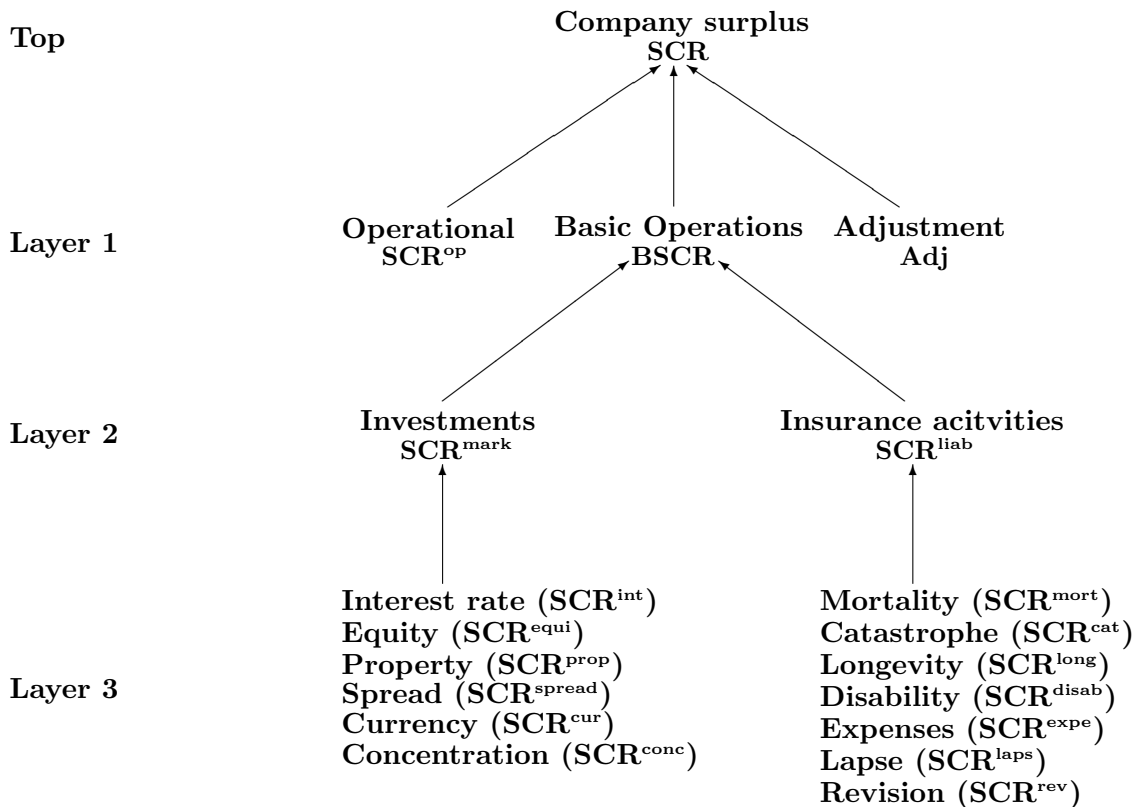 Top
Company surplus
SCR
Layer 1
Operational
SCR^op
Basic Operations
BSCR
Adjustment
Adj
Layer 2
Investments
SCR^mark
Insurance acitvities
SCR^liab
Layer 3
Interest rate (SCR^int)
Equity (SCR^equi)
Property (SCR^prop)
Spread (SCR^spread)
Currency (SCR^cur)
Concentration (SCR^conc)
Mortality (SCR^mort)
Catastrophe (SCR^cat)
Longevity (SCR^long)
Disability (SCR^disab)
Expenses (SCR^expe)
Lapse (SCR^laps)
Revision (SCR^rev)